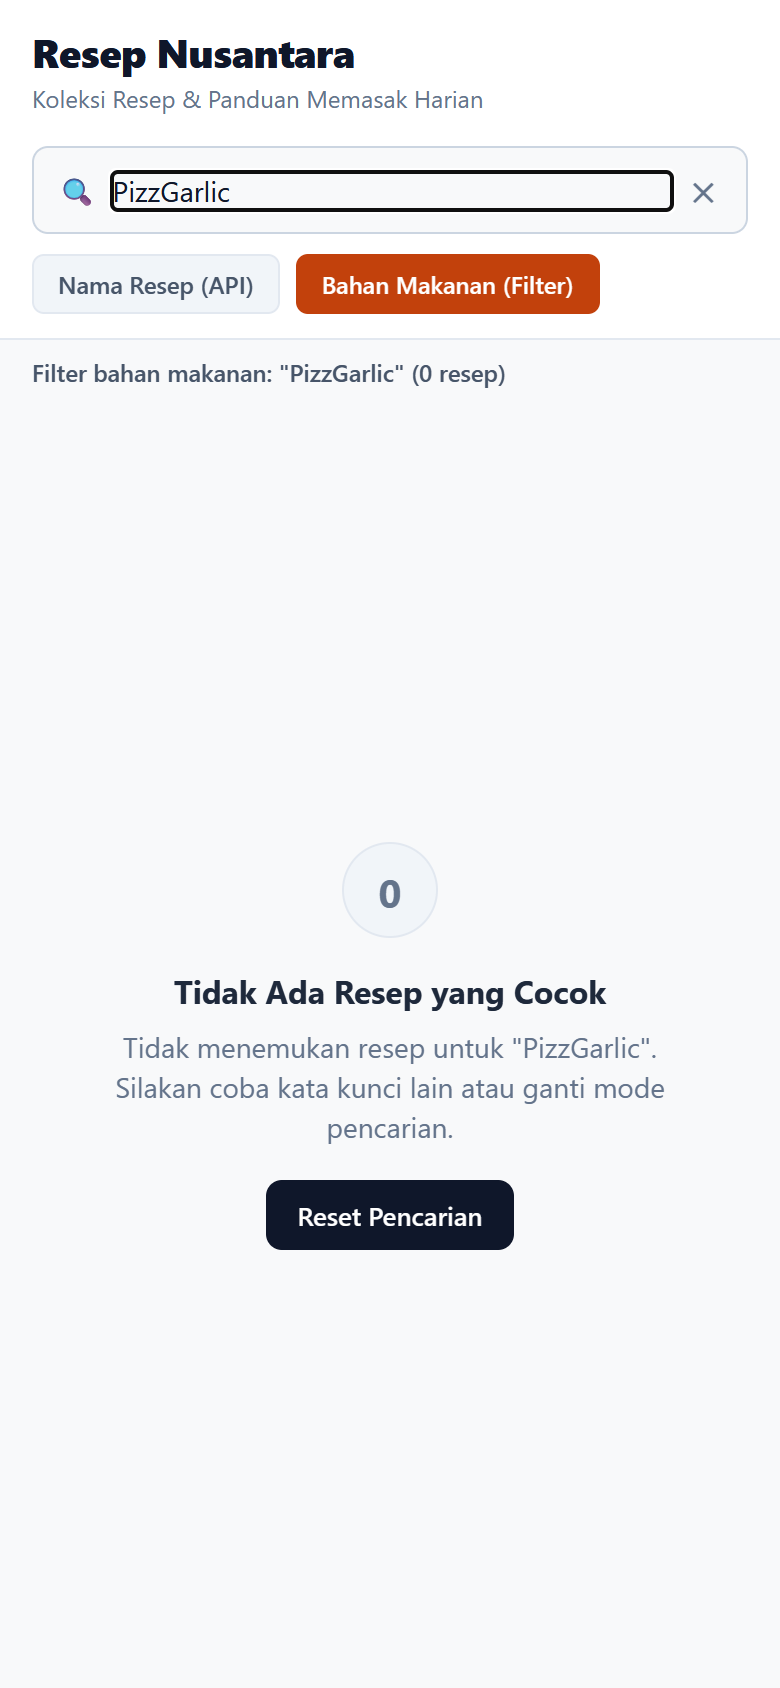 Resep Nusantara
Koleksi Resep & Panduan Memasak Harian
PizzGarlic
Nama Resep (API)
Bahan Makanan (Filter)
Filter bahan makanan: "PizzGarlic" (0 resep)
0
Tidak Ada Resep yang Cocok
Tidak menemukan resep untuk "PizzGarlic".
Silakan coba kata kunci lain atau ganti mode
pencarian.
Reset Pencarian